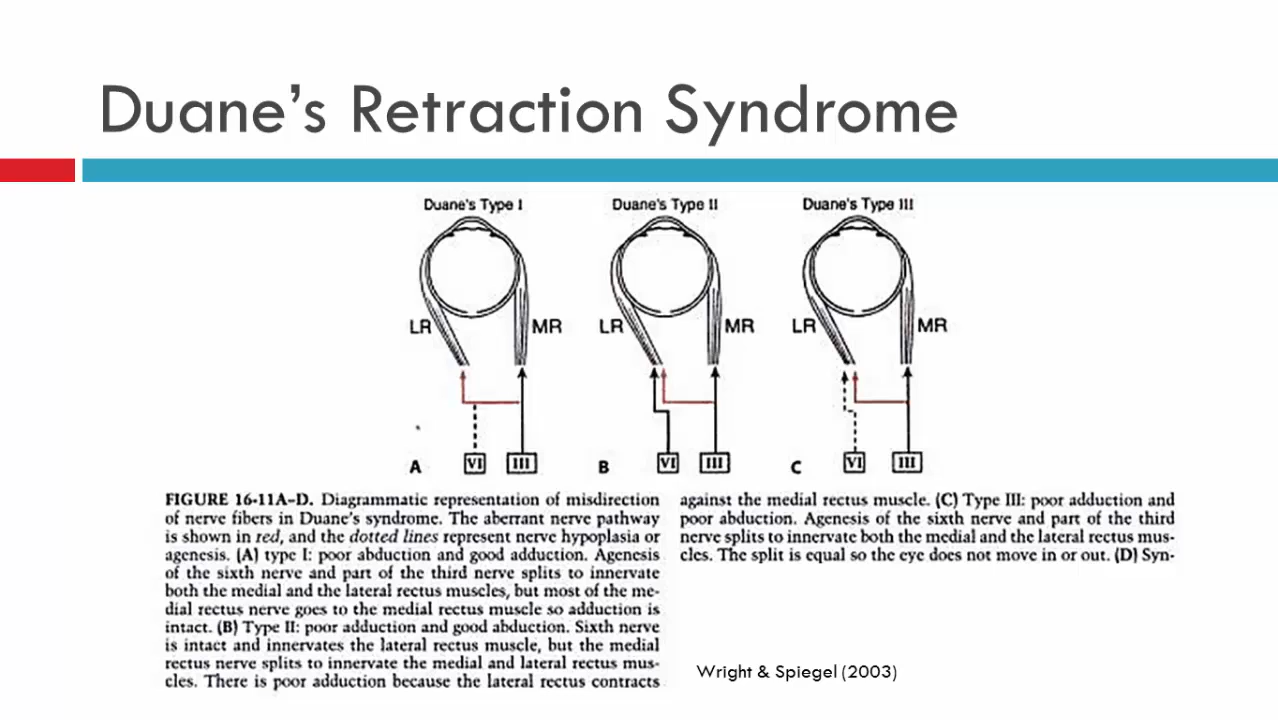 Duane's Retraction Syndrome
Duane's Type I
Duane's Type II
Duane's Type III
LR
MR
LR
MR
LR
MR
A
VI
III
B
VI
III
C
VI
III
FIGURE 16-11A-D. Diagrammatic representation of misdirection
of nerve fibers in Duane's syndrome. The aberrant nerve pathway
is shown in red, and the dotted lines represent nerve hypoplasia or
agenesis. (A) type I: poor abduction and good adduction. Agenesis
of the sixth nerve and part of the third nerve splits to innervate
both the medial and the lateral rectus muscles, but most of the me-
dial rectus nerve goes to the medial rectus muscle so adduction is
intact. (B) Type II: poor adduction and good abduction. Sixth nerve
is intact and innervates the lateral rectus muscle, but the medial
rectus nerve splits to innervate the medial and lateral rectus mus-
cles. There is poor adduction because the lateral rectus contracts
against the medial rectus muscle. (C) Type III: poor adduction and
poor abduction. Agenesis of the sixth nerve and part of the third
nerve splits to innervate both the medial and the lateral rectus mus-
cles. The split is equal so the eye does not move in or out. (D) Syn-
Wright & Spiegel (2003)